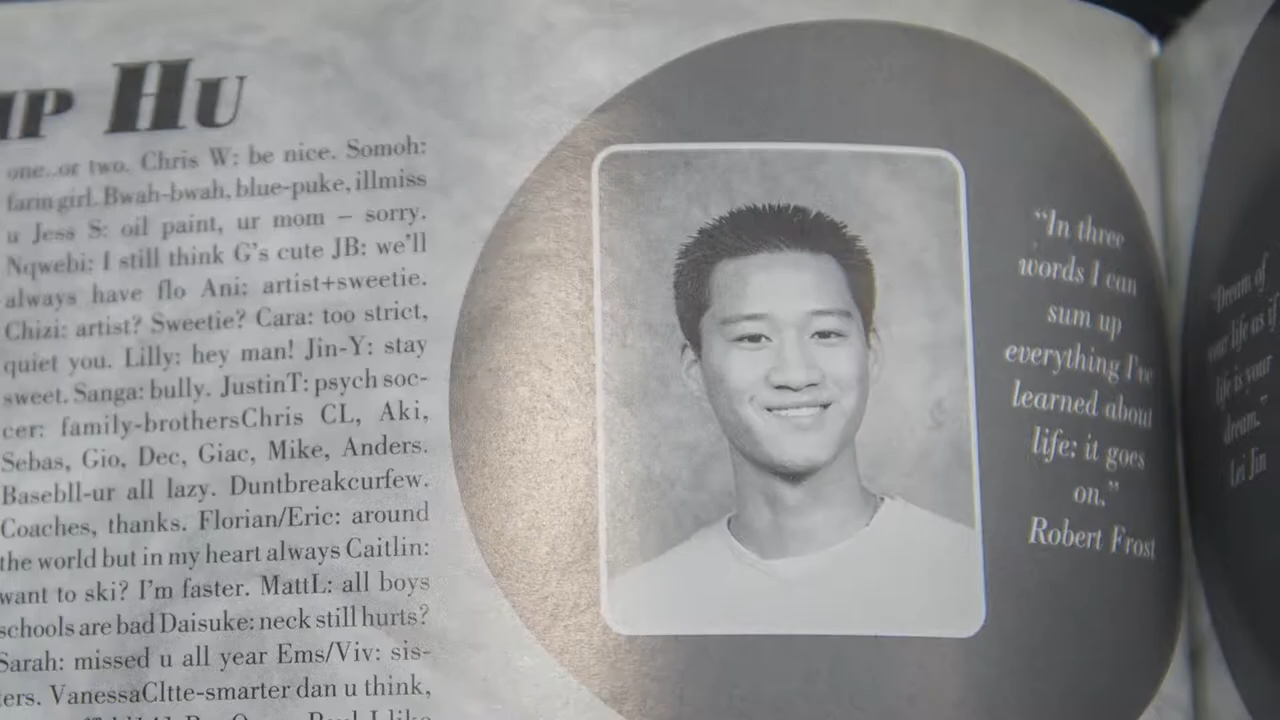 IP HU
one..or two. Chris W: be nice. Somoh:
farm girl. Bwah-bwah, blue-puke, illmiss
u Jess S: oil paint, ur mom – sorry.
Nqwebi: I still think G's cute JB: we'll
always have flo Ani: artist+sweetie.
Chizi: artist? Sweetie? Cara: too strict,
quiet you. Lilly: hey man! Jin-Y: stay
sweet. Sanga: bully. JustinT: psych soc-
cer: family-brothersChris CL, Aki,
Sebas, Gio, Dec, Giac, Mike, Anders.
Basebll-ur all lazy. Duntbreakcurfew.
Coaches, thanks. Florian/Eric: around
the world but in my heart always Caitlin:
want to ski? I'm faster. MattL: all boys
schools are bad Daisuke: neck still hurts?
Sarah: missed u all year Ems/Viv: sis-
ters. VanessaCltte-smarter dan u think,
"In three
words I can
sum up
everything I've
learned about
life: it goes
on."
Robert Frost
"Dream of
your life as if
life is your
dream."
Lei Jin